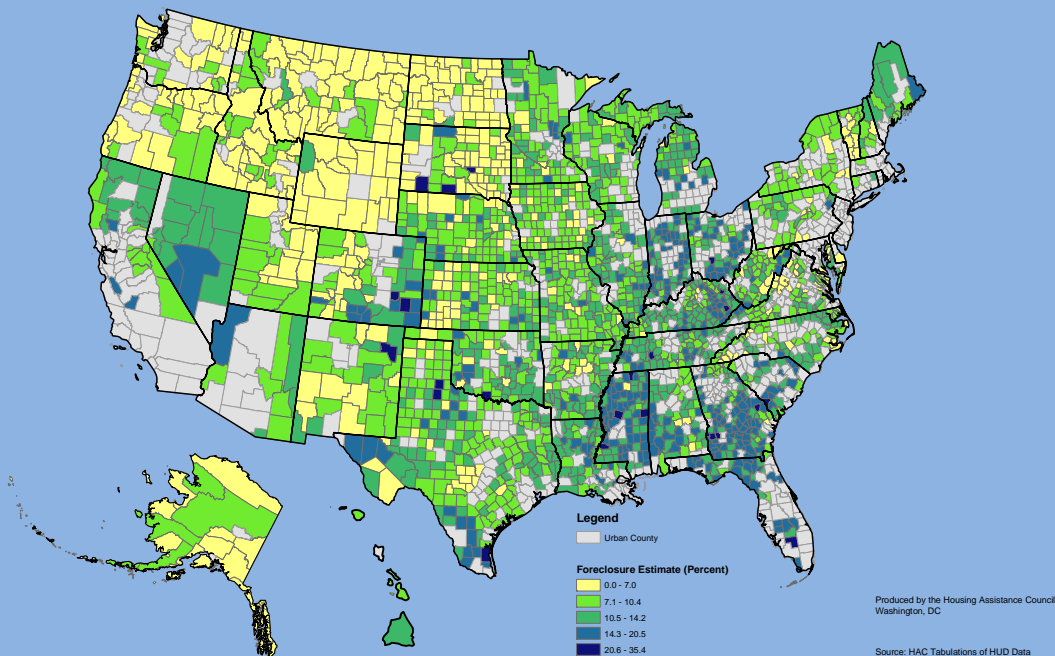 Legend
Urban County
Foreclosure Estimate (Percent)
0.0 - 7.0
7.1 - 10.4
10.5 - 14.2
14.3 - 20.5
20.6 - 35.4
Produced by the Housing Assistance Council
Washington, DC
Source: HAC Tabulations of HUD Data